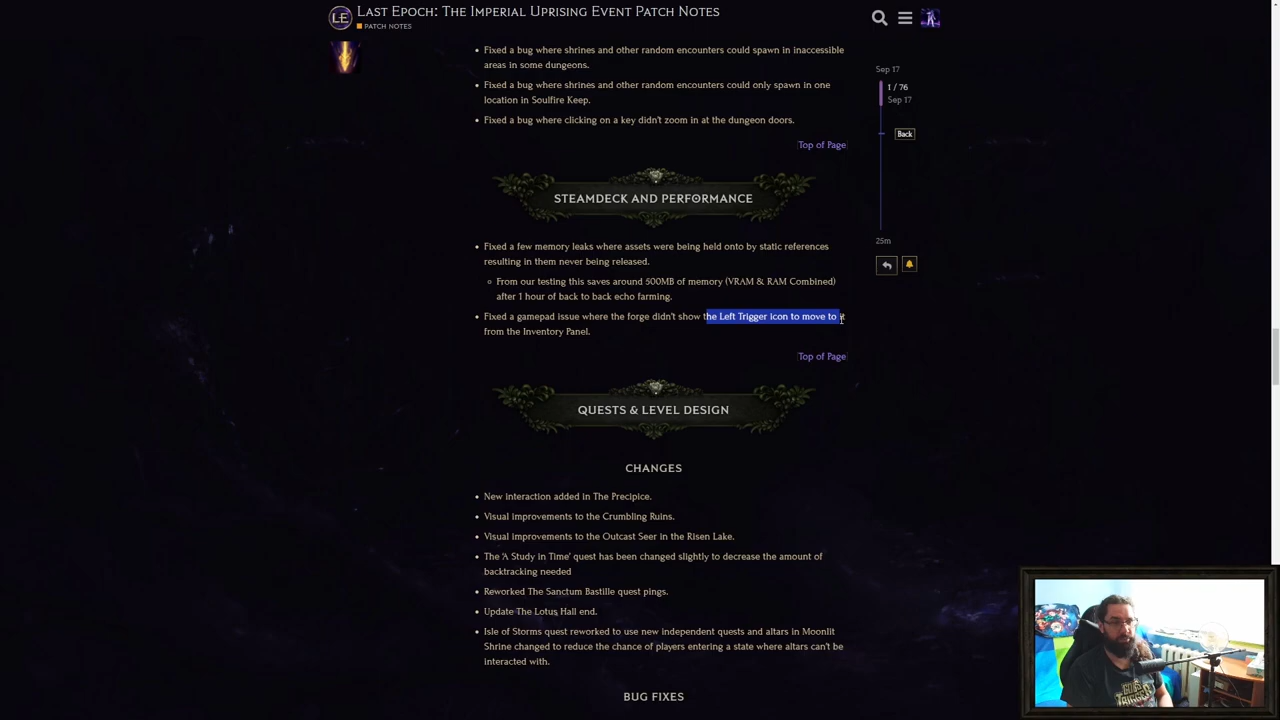 LAST EPOCH: THE IMPERIAL UPRISING EVENT PATCH NOTES
PATCH NOTES
Fixed a bug where shrines and other random encounters could spawn in inaccessible
areas in some dungeons.
Fixed a bug where shrines and other random encounters could only spawn in one
location in Soulfire Keep.
Fixed a bug where clicking on a key didn't zoom in at the dungeon doors.
Top of Page
STEAMDECK AND PERFORMANCE
Fixed a few memory leaks where assets were being held onto by static references
resulting in them never being released.
From our testing this saves around 500MB of memory (VRAM & RAM Combined)
after 1 hour of back to back echo farming.
Fixed a gamepad issue where the forge didn't show the Left Trigger icon to move to it
from the Inventory Panel.
Top of Page
QUESTS & LEVEL DESIGN
CHANGES
New interaction added in The Precipice.
Visual improvements to the Crumbling Ruins.
Visual improvements to the Outcast Seer in the Risen Lake.
The 'A Study in Time' quest has been changed slightly to decrease the amount of
backtracking needed
Reworked The Sanctum Bastille quest pings.
Update The Lotus Hall end.
Isle of Storms quest reworked to use new independent quests and altars in Moonlit
Shrine changed to reduce the chance of players entering a state where altars can't be
interacted with.
BUG FIXES
Sep 17
1 / 76
Sep 17
Back
25m